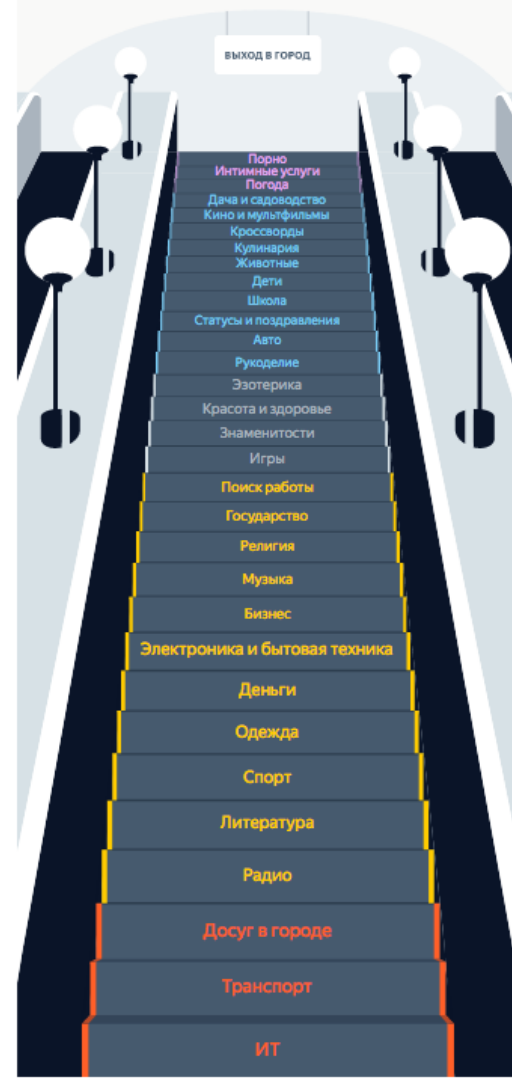 ВЫХОД В ГОРОД
Порно
Интимные услуги
Погода
Дача и садоводство
Кино и мультфильмы
Кроссворды
Кулинария
Животные
Дети
Школа
Статусы и поздравления
Авто
Рукоделие
Эзотерика
Красота и здоровье
Знаменитости
Игры
Поиск работы
Государство
Религия
Музыка
Бизнес
Электроника и бытовая техника
Деньги
Одежда
Спорт
Литература
Радио
Досуг в городе
Транспорт
ИТ